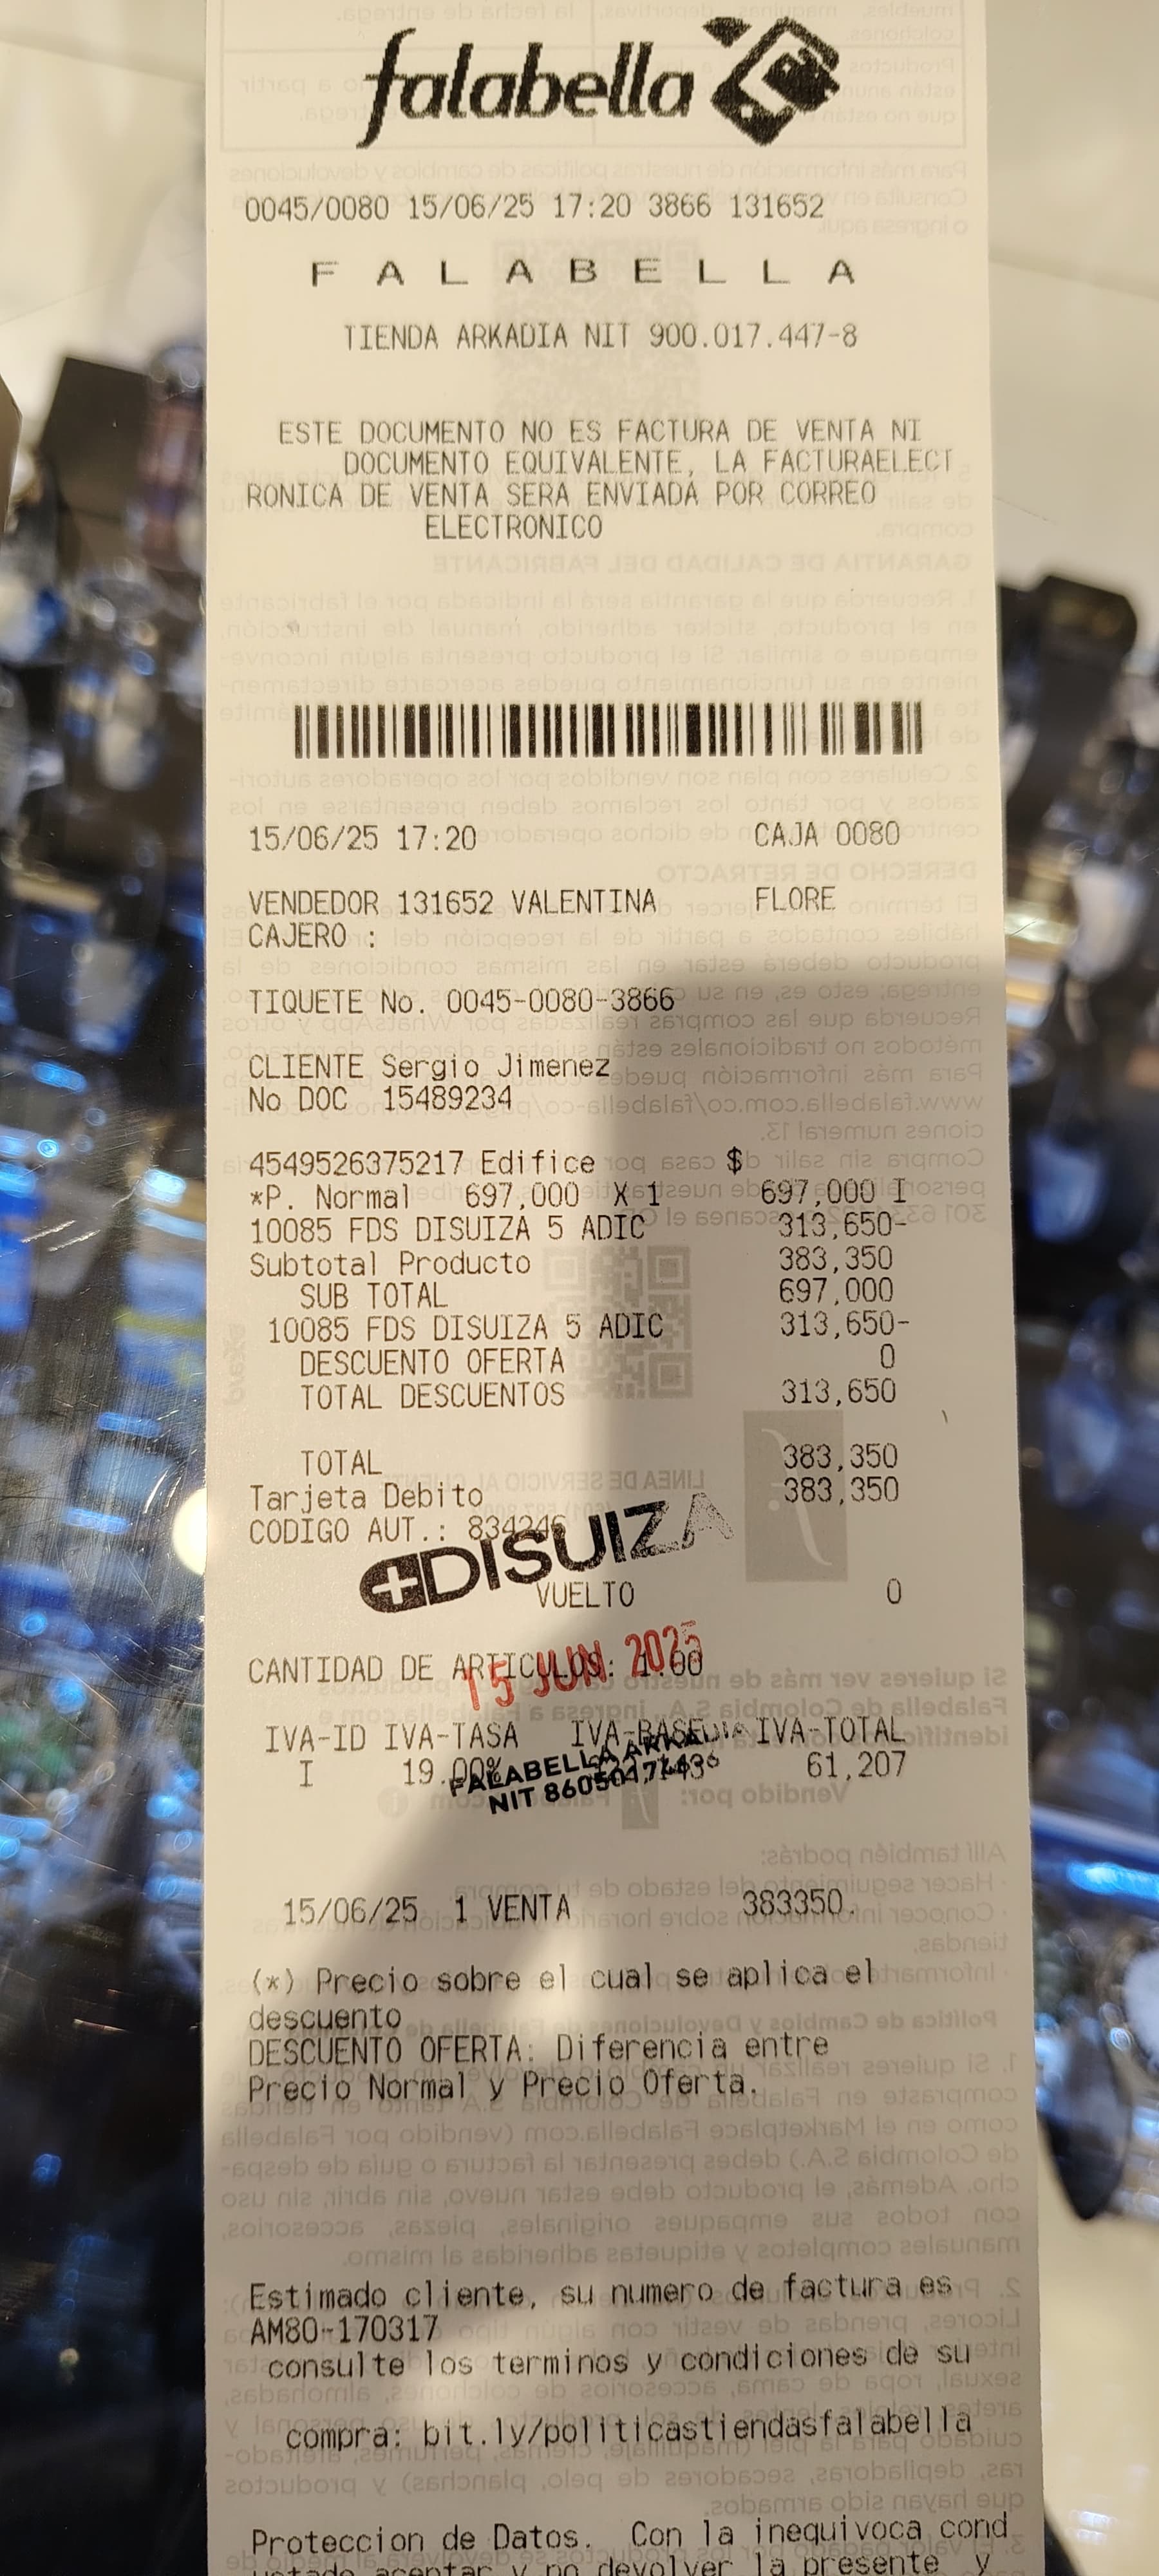 falabella
0045/0080 15/06/25 17:20 3866 131652
F A L A B E L L A
TIENDA ARKADIA NIT 900.017.447-8
ESTE DOCUMENTO NO ES FACTURA DE VENTA NI
DOCUMENTO EQUIVALENTE, LA FACTURAELECT
RONICA DE VENTA SERA ENVIADA POR CORREO
ELECTRONICO
15/06/25 17:20 CAJA 0080
VENDEDOR 131652 VALENTINA FLORE
CAJERO :
TIQUETE No. 0045-0080-3866
CLIENTE Sergio Jimenez
No DOC 15489234
4549526375217 Edifice $
*P. Normal 697.000 X 1 697,000 I
10085 FDS DISUIZA 5 ADIC 313,650-
Subtotal Producto 383,350
SUB TOTAL 697,000
10085 FDS DISUIZA 5 ADIC 313,650-
DESCUENTO OFERTA 0
TOTAL DESCUENTOS 313,650
TOTAL 383,350
Tarjeta Debito 383,350
CODIGO AUT.: 834246
DISUIZA
VUELTO 0
CANTIDAD DE ARTICULOS: 1.00
15 JUN. 2025
IVA-ID IVA-TASA IVA-BASE IVA-TOTAL
I 19.00% 61,207
FALABELLA ARKADIA
NIT
15/06/25 1 VENTA 383350.
(*) Precio sobre el cual se aplica el
descuento
DESCUENTO OFERTA: Diferencia entre
Precio Normal y Precio Oferta.
Estimado cliente, su numero de factura es
AM80-170317
consulte los terminos y condiciones de su
compra: bit.ly/politicastiendasfalabella
Proteccion de Datos. Con la inequivoca cond
aceptar y no devolver la presente y